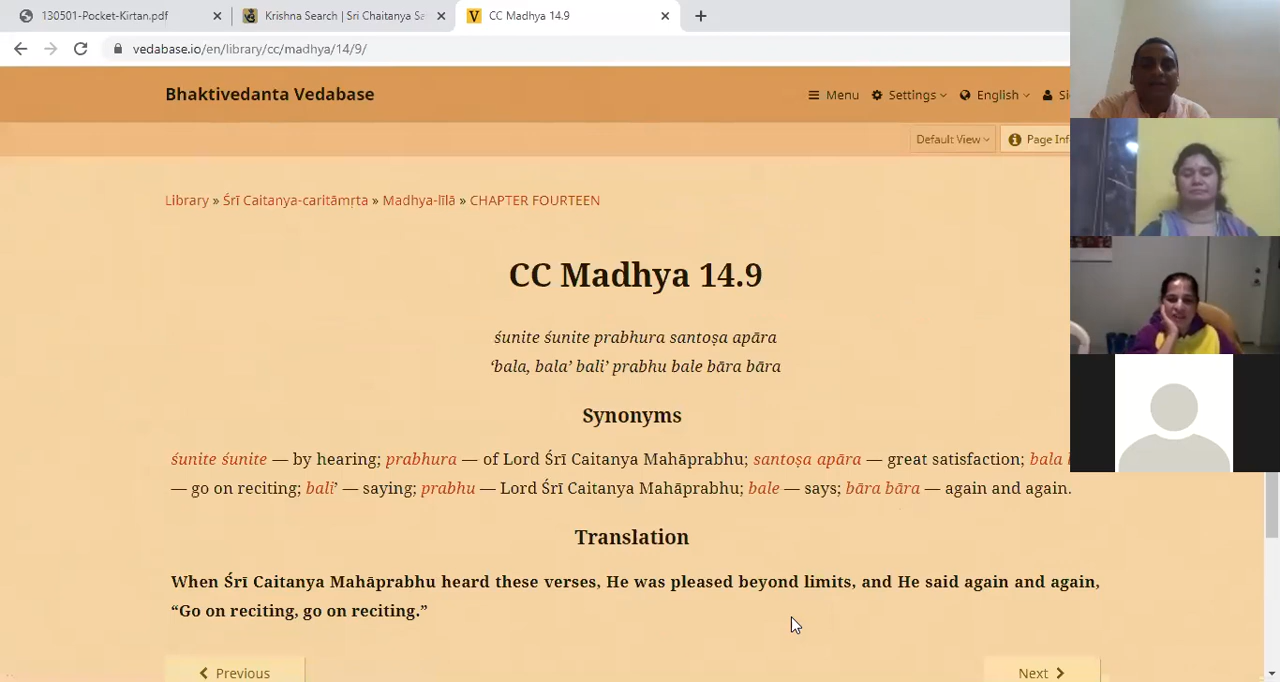 130501-Pocket-Kirtan.pdf
Krishna Search | Sri Chaitanya Sa
CC Madhya 14.9
vedabase.io/en/library/cc/madhya/14/9/
Bhaktivedanta Vedabase
Menu Settings English Si
Default View Page Inf
Library » Śrī Caitanya-caritāmṛta » Madhya-līlā » CHAPTER FOURTEEN
CC Madhya 14.9
śunite śunite prabhura santoṣa apāra
‘bala, bala’ bali’ prabhu bale bāra bāra
Synonyms
śunite śunite — by hearing; prabhura — of Lord Śrī Caitanya Mahāprabhu; santoṣa apāra — great satisfaction; bala
— go on reciting; bali’ — saying; prabhu — Lord Śrī Caitanya Mahāprabhu; bale — says; bāra bāra — again and again.
Translation
When Śrī Caitanya Mahāprabhu heard these verses, He was pleased beyond limits, and He said again and again,
“Go on reciting, go on reciting.”
Previous
Next